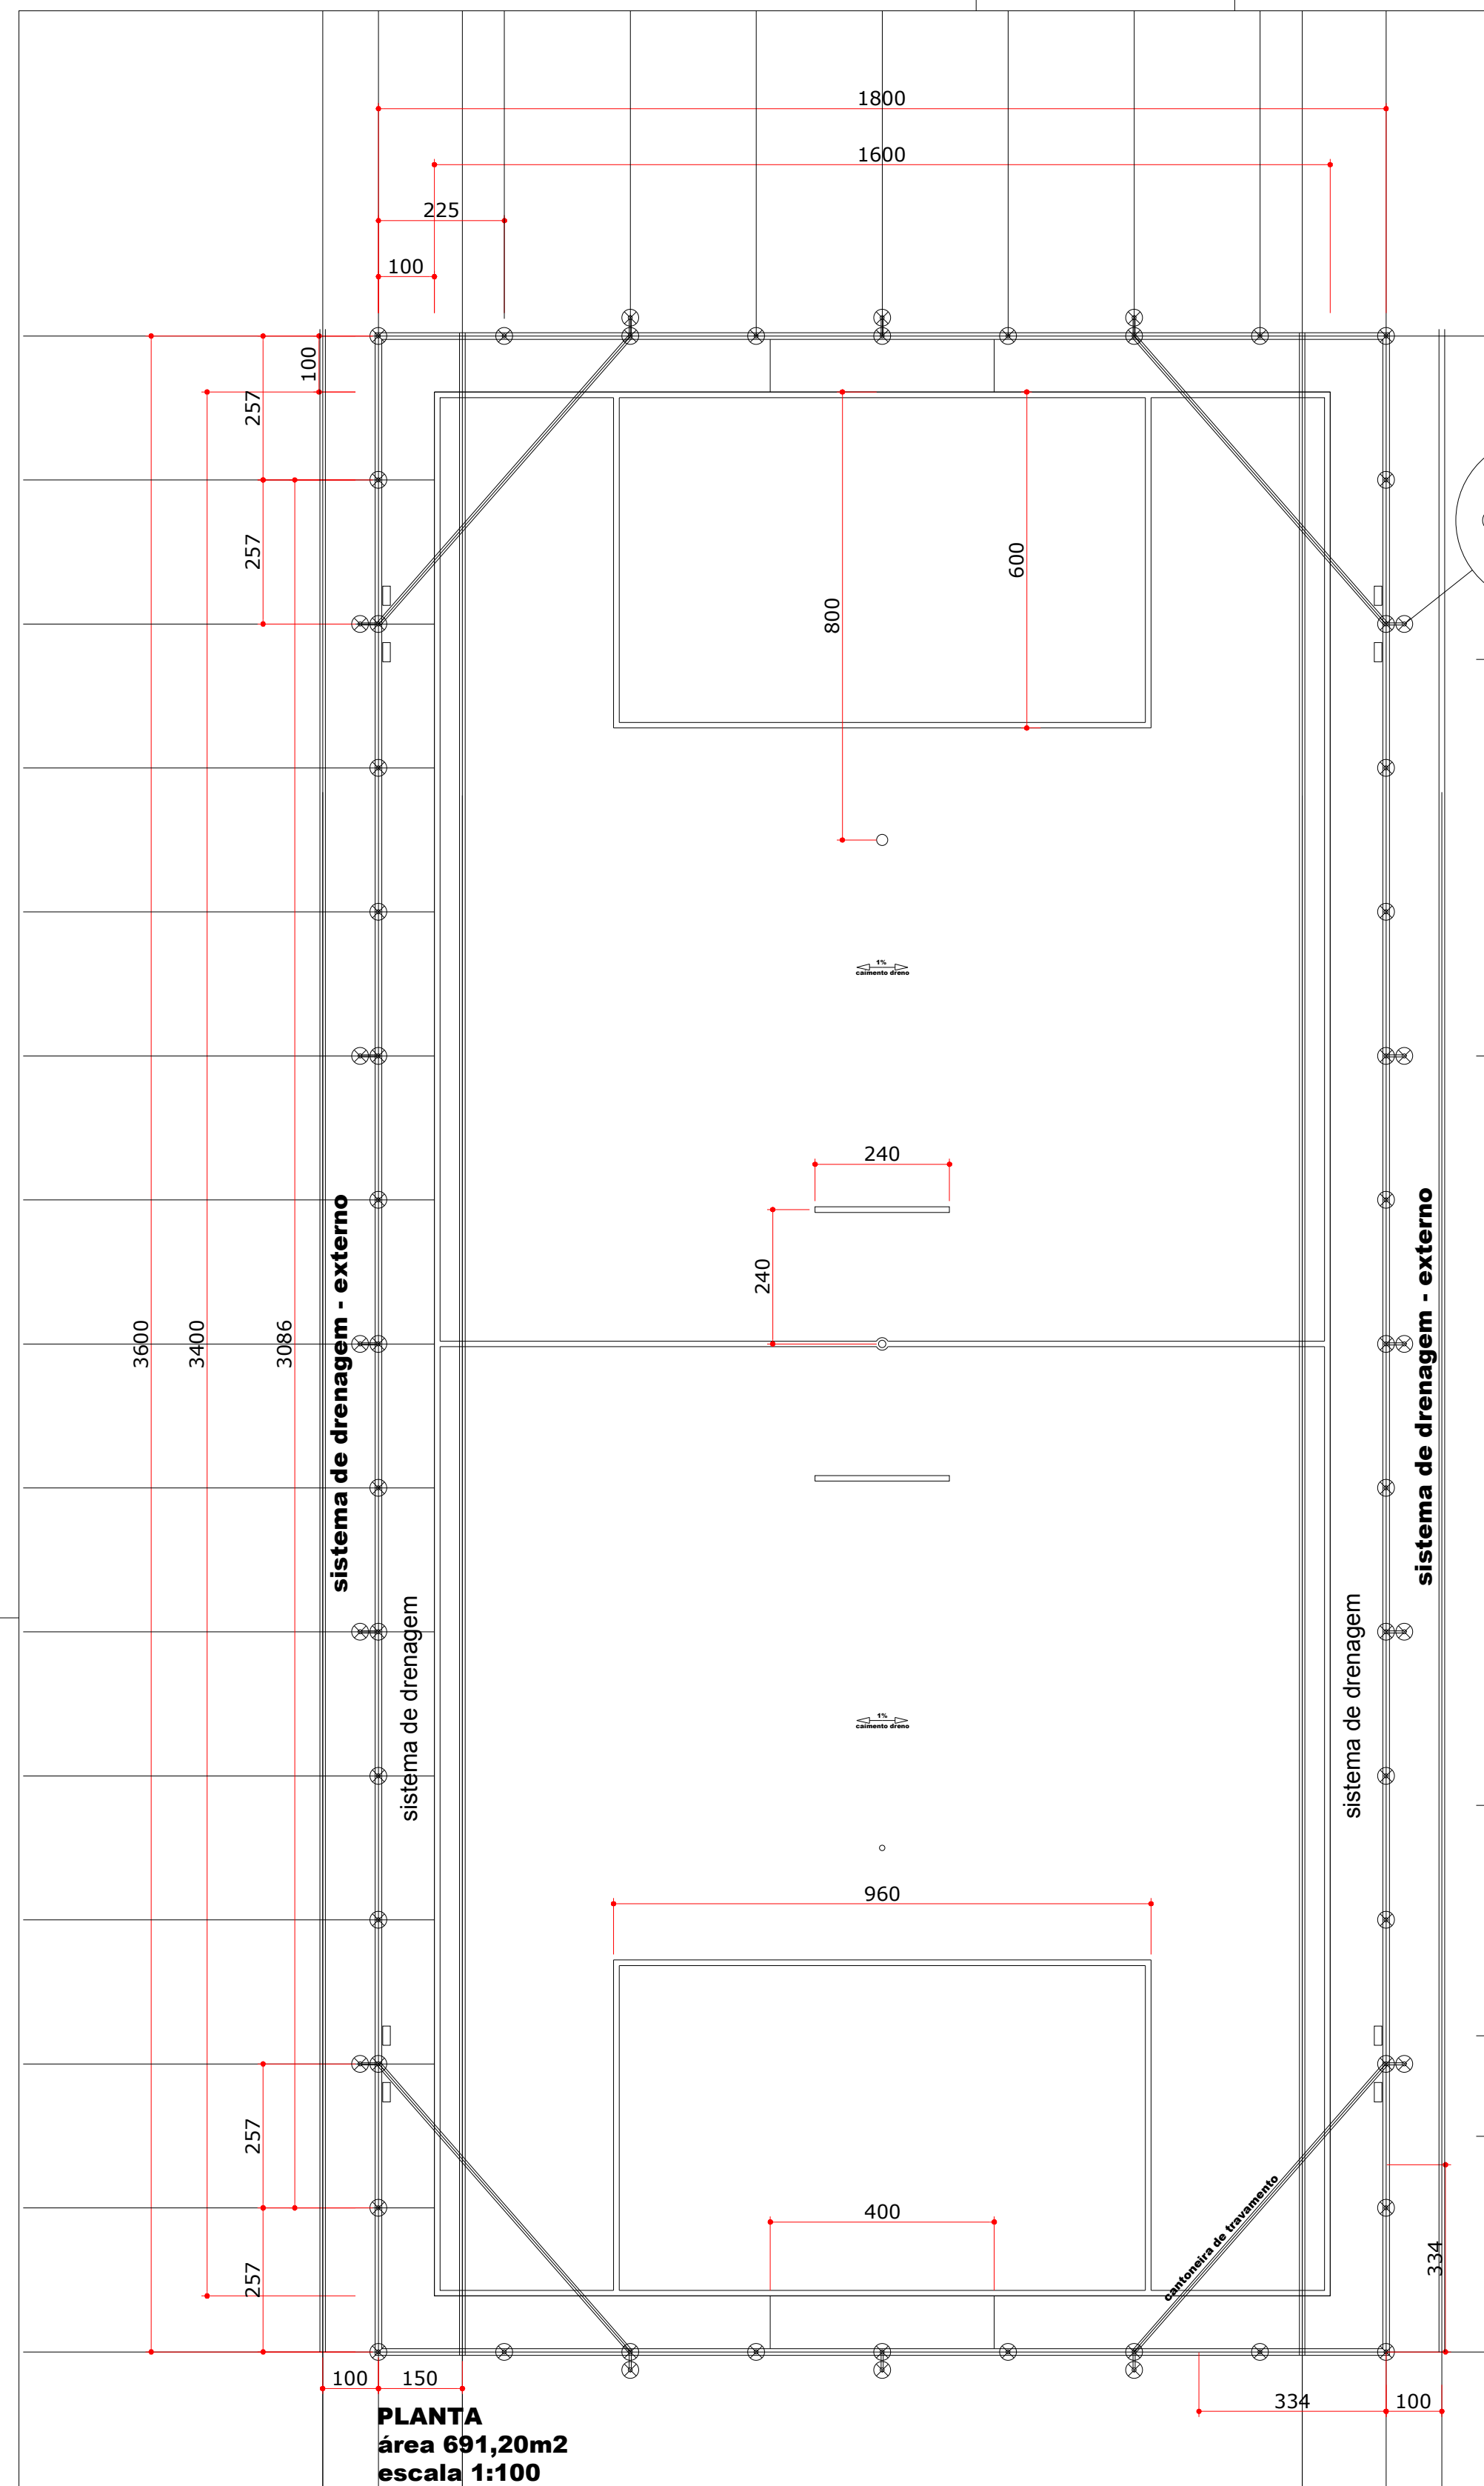 1800
1600
225
100
100
257
257
800
600
1%
caimento dreno
240
240
3600
3400
3086
sistema de drenagem - externo
sistema de drenagem - externo
sistema de drenagem
sistema de drenagem
1%
caimento dreno
960
257
257
400
cantoneira de travamento
334
100
150
334
100
PLANTA
área 691,20m2
escala 1:100